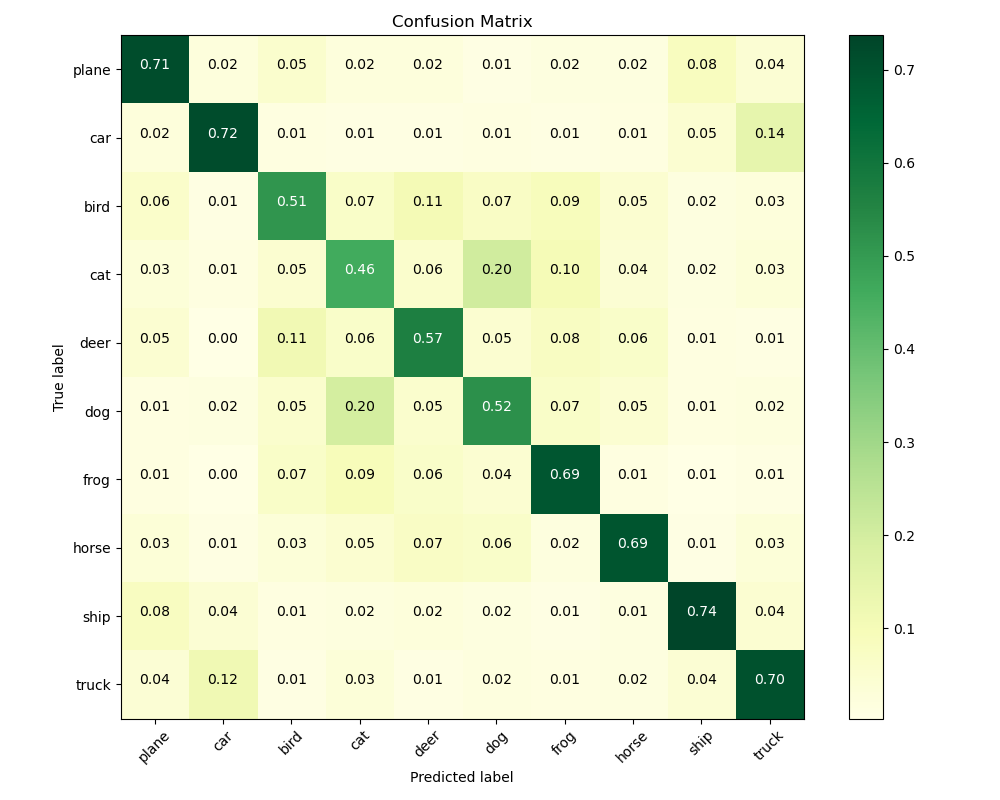 Confusion Matrix
plane 0.71 0.02 0.05 0.02 0.02 0.01 0.02 0.02 0.08 0.04
car 0.02 0.72 0.01 0.01 0.01 0.01 0.01 0.01 0.05 0.14
bird 0.06 0.01 0.51 0.07 0.11 0.07 0.09 0.05 0.02 0.03
cat 0.03 0.01 0.05 0.46 0.06 0.20 0.10 0.04 0.02 0.03
deer 0.05 0.00 0.11 0.06 0.57 0.05 0.08 0.06 0.01 0.01
dog 0.01 0.02 0.05 0.20 0.05 0.52 0.07 0.05 0.01 0.02
frog 0.01 0.00 0.07 0.09 0.06 0.04 0.69 0.01 0.01 0.01
horse 0.03 0.01 0.03 0.05 0.07 0.06 0.02 0.69 0.01 0.03
ship 0.08 0.04 0.01 0.02 0.02 0.02 0.01 0.01 0.74 0.04
truck 0.04 0.12 0.01 0.03 0.01 0.02 0.01 0.02 0.04 0.70
plane car bird cat deer dog frog horse ship truck
Predicted label
True label
0.7
0.6
0.5
0.4
0.3
0.2
0.1